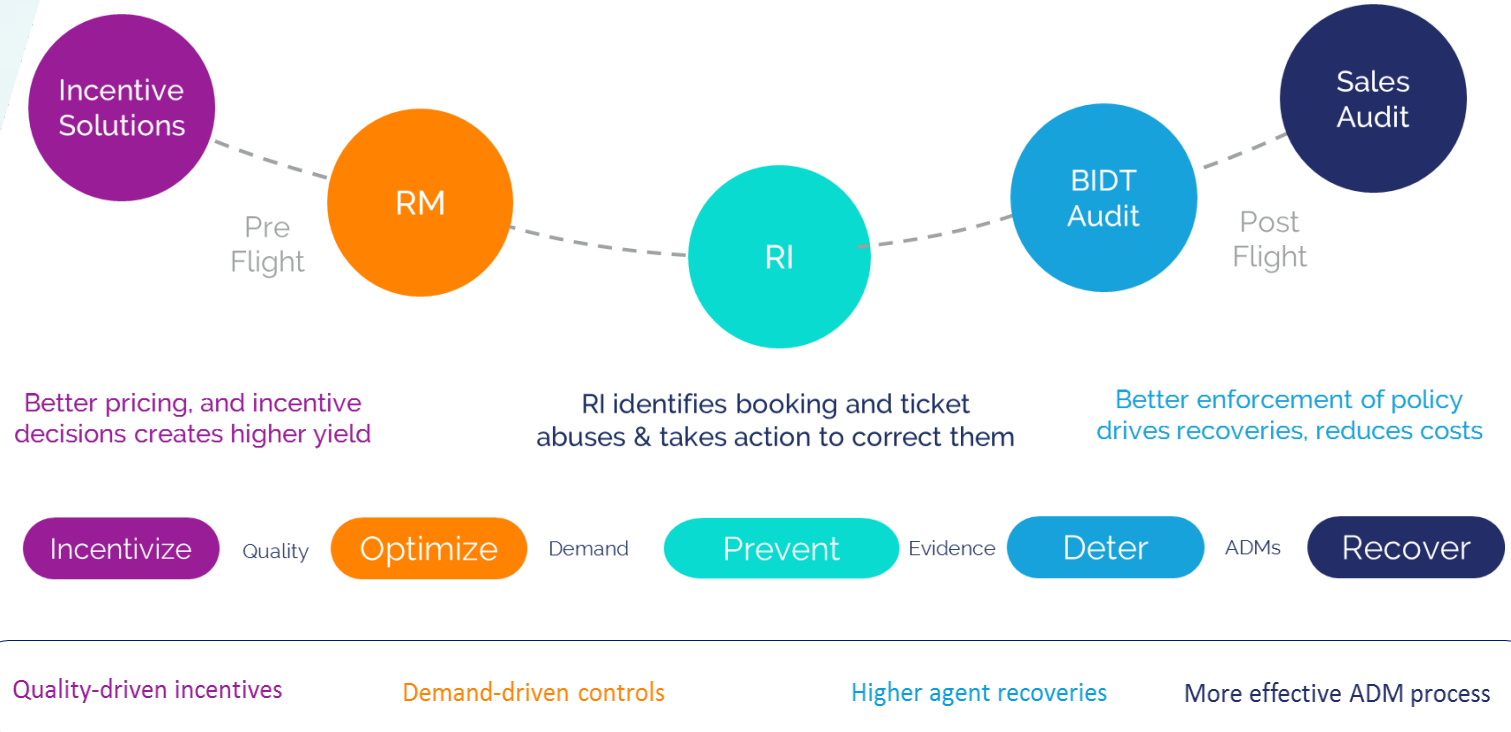 Incentive
Solutions
RM
RI
BIDT
Audit
Sales
Audit
Pre
Flight
Post
Flight
Better pricing, and incentive
decisions creates higher yield
RI identifies booking and ticket
abuses & takes action to correct them
Better enforcement of policy
drives recoveries, reduces costs
Incentivize
Quality
Optimize
Demand
Prevent
Evidence
Deter
ADMs
Recover
Quality-driven incentives
Demand-driven controls
Higher agent recoveries
More effective ADM process